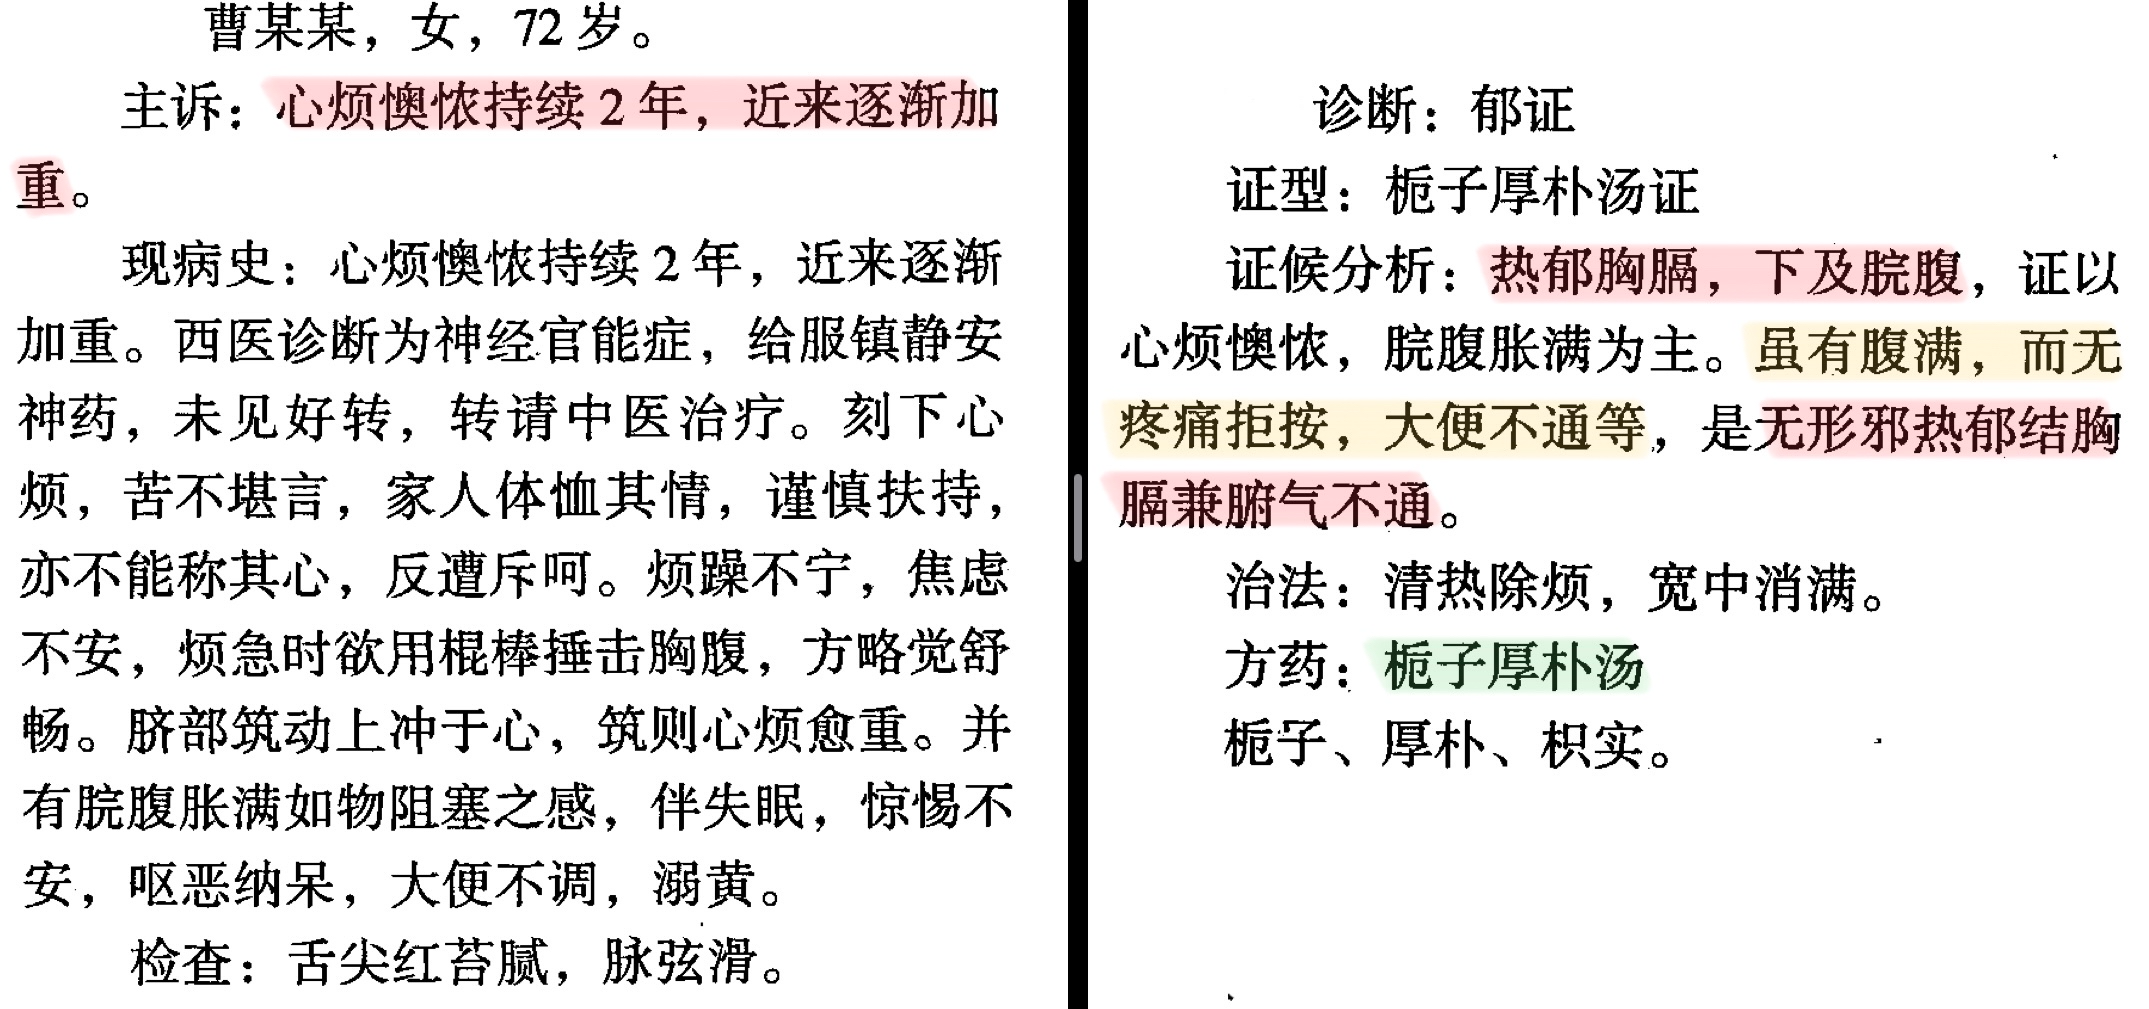 曹某某，女，72岁。
主诉：心烦懊侬持续2年，近来逐渐加
重。
现病史：心烦懊侬持续2年，近来逐渐
加重。西医诊断为神经官能症，给服镇静安
神药，未见好转，转请中医治疗。刻下心
烦，苦不堪言，家人体恤其情，谨慎扶持，
亦不能称其心，反遭斥呵。烦躁不宁，焦虑
不安，烦急时欲用棍棒捶击胸腹，方略觉舒
畅。脐部筑动上冲于心，筑则心烦愈重。并
有脘腹胀满如物阻塞之感，伴失眠，惊惕不
安，呕恶纳呆，大便不调，溺黄。
检查：舌尖红苔腻，脉弦滑。
诊断：郁证
证型：栀子厚朴汤证
证候分析：热郁胸膈，下及脘腹，证以
心烦懊侬，脘腹胀满为主。虽有腹满，而无
疼痛拒按，大便不通等，是无形邪热郁结胸
膈兼腑气不通。
治法：清热除烦，宽中消满。
方药：栀子厚朴汤
栀子、厚朴、枳实。